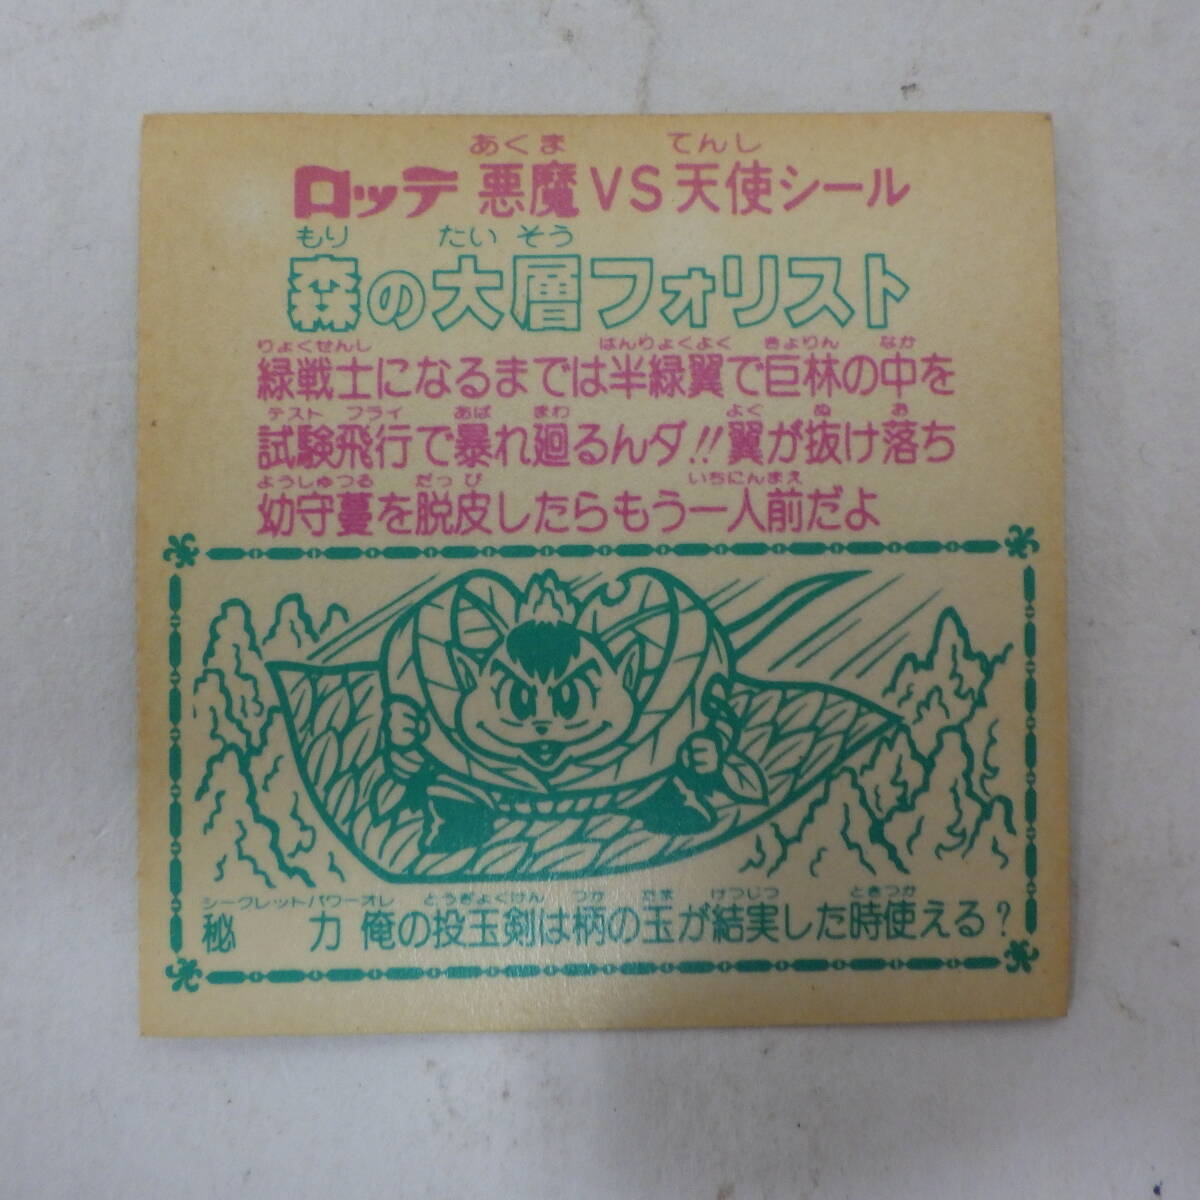 あくま てんし
ロッテ 悪魔VS天使シール
もり たいそう
森の大層フォリスト
りょくせんし はんりょくよく きょりん なか
緑戦士になるまでは半緑翼で巨林の中を
テスト フライ あば まわ よく ぬ お
試験飛行で暴れ廻るんダ!!翼が抜け落ち
ようしゅつる だっぴ いちにんまえ
幼守蔓を脱皮したらもう一人前だよ
シークレットパワーオレ とうぎょくけん つか たま けつじつ ときつか
秘 力 俺の投玉剣は柄の玉が結実した時使える?